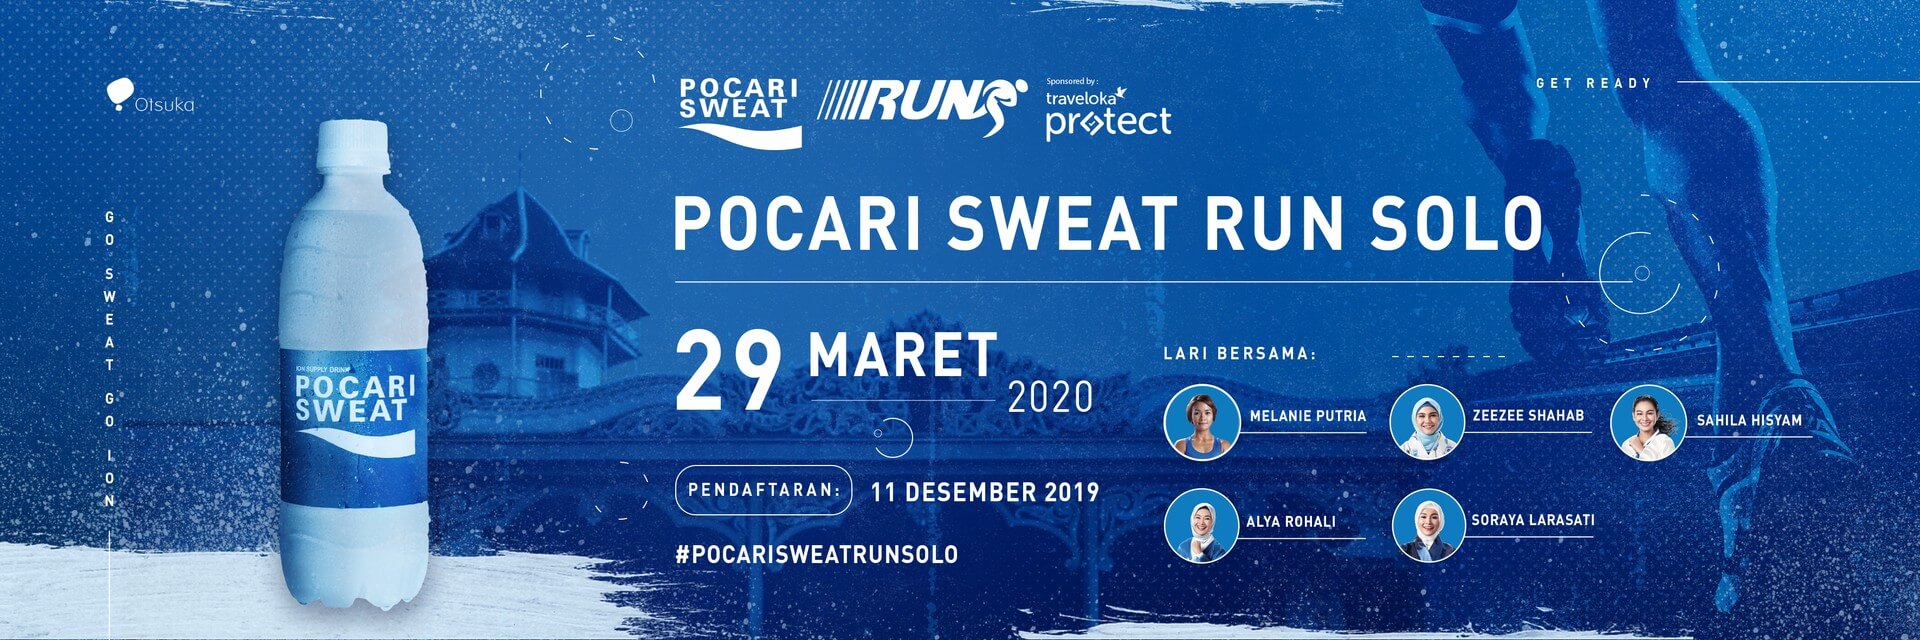 Otsuka
GO SWEAT GO ION
ION SUPPLY DRINK
POCARI
SWEAT
POCARI
SWEAT
RUN
Sponsored by :
traveloka
protect
GET READY
POCARI SWEAT RUN SOLO
29 MARET
2020
PENDAFTARAN: 11 DESEMBER 2019
#POCARISWEATRUNSOLO
LARI BERSAMA:
MELANIE PUTRIA
ZEEZEE SHAHAB
SAHILA HISYAM
ALYA ROHALI
SORAYA LARASATI